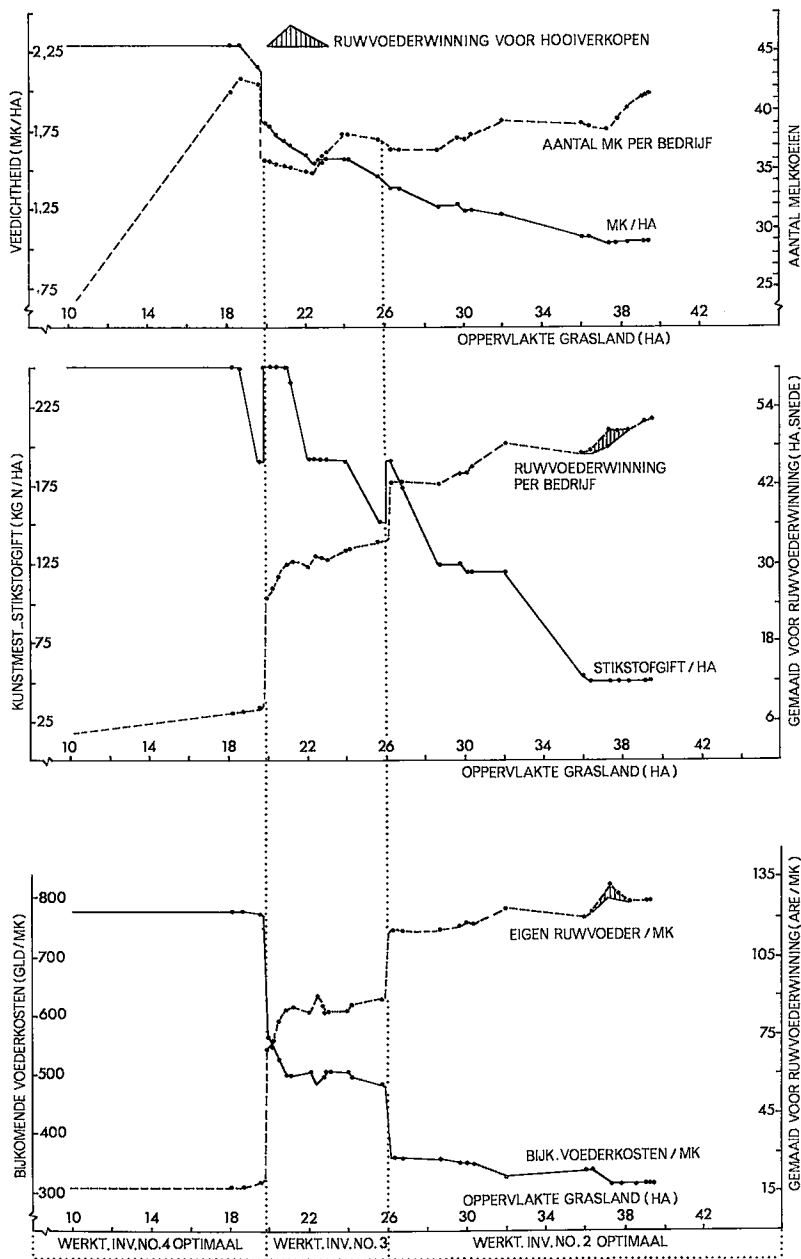 RUWVOEDERWINNING VOOR HOOIVERKOPEN
VEEDICHTHEID (MK/HA)
2,25
1,75
1,25
,75
45
40
35
30
25
AANTAL MELKKOEIEN
AANTAL MK PER BEDRIJF
MK/HA
10 14 18 22 26 30 34 38 42
OPPERVLAKTE GRASLAND (HA)
KUNSTMEST_STIKSTOFGIFT (KG N/HA)
225
175
125
75
25
54
42
30
18
6
GEMAAID VOOR RUWVOEDERWINNING (HA, SNEDE)
RUWVOEDERWINNING
PER BEDRIJF
STIKSTOFGIFT/HA
10 14 18 22 26 30 34 38 42
OPPERVLAKTE GRASLAND (HA)
BIJKOMENDE VOEDERKOSTEN (GLD/MK)
800
700
600
500
400
300
135
105
75
45
15
GEMAAID VOOR RUWVOEDERWINNING (ARE/MK)
EIGEN RUWVOEDER/MK
BIJK. VOEDERKOSTEN/MK
OPPERVLAKTE GRASLAND (HA)
10 14 18 22 26 30 34 38 42
WERKT. INV. NO. 4 OPTIMAAL WERKT. INV. NO. 3 WERKT. INV. NO. 2 OPTIMAAL